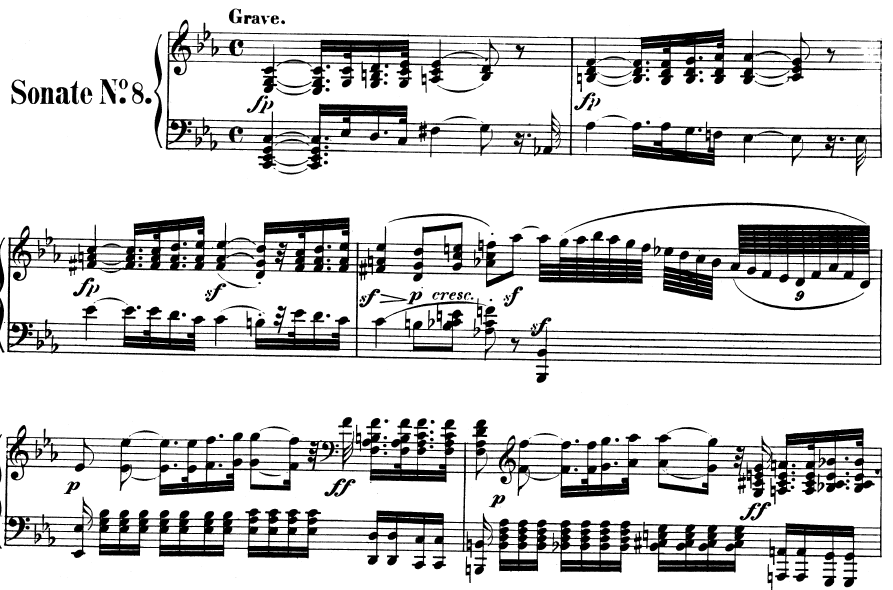 Grave.
Sonate No. 8.
fp fp
fp sf sf p cresc. sf 9
sf
p ff p ff